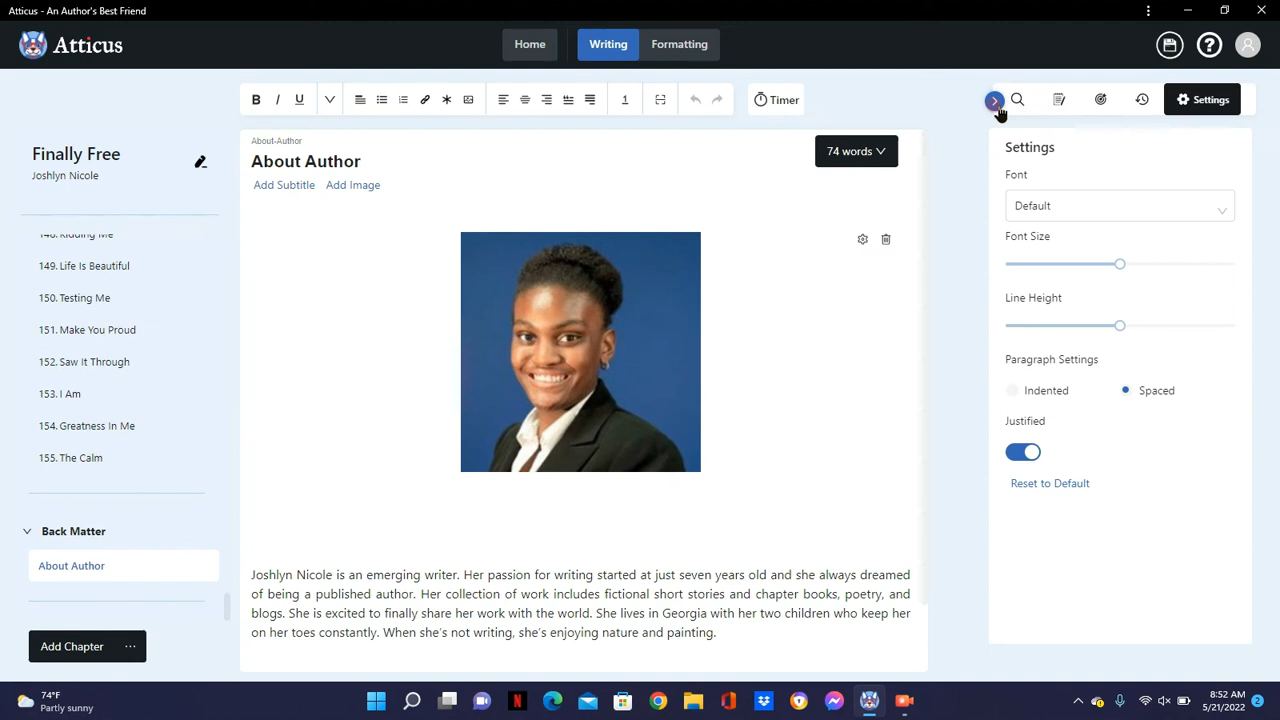 Atticus - An Author's Best Friend
Atticus
Home
Writing
Formatting
B I U
1
Timer
Settings
Finally Free
Joshlyn Nicole
148. Kidding Me
149. Life Is Beautiful
150. Testing Me
151. Make You Proud
152. Saw It Through
153. I Am
154. Greatness In Me
155. The Calm
Back Matter
About Author
Add Chapter
About-Author
About Author
74 words
Add Subtitle
Add Image
Joshlyn Nicole is an emerging writer. Her passion for writing started at just seven years old and she always dreamed
of being a published author. Her collection of work includes fictional short stories and chapter books, poetry, and
blogs. She is excited to finally share her work with the world. She lives in Georgia with her two children who keep her
on her toes constantly. When she's not writing, she's enjoying nature and painting.
Settings
Font
Default
Font Size
Line Height
Paragraph Settings
Indented
Spaced
Justified
Reset to Default
74°F
Partly sunny
8:52 AM
5/21/2022
2